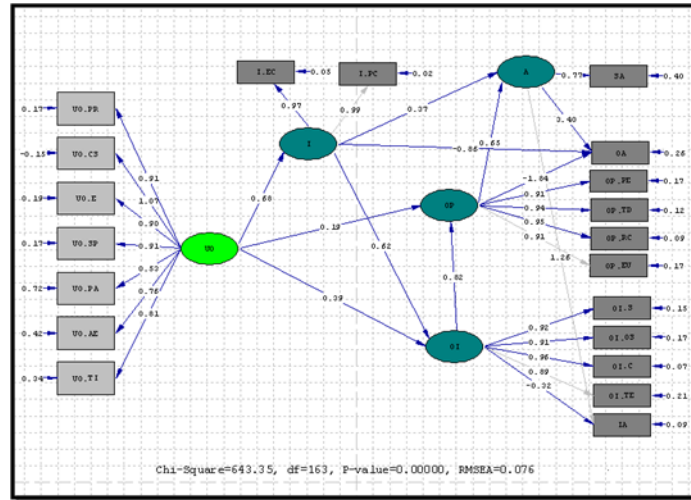 I.EC 0.05
I.PC 0.02
A 0.77 SA 0.40
0.17 UO.PR
0.97 0.99 0.37 3.40
I -0.86 0.65 OA 0.26
-0.15 UO.CS
0.91 -1.84 OP.PE 0.17
1.07 0.91
0.19 UO.E 0.68 OP 0.94 OP.TD 0.12
0.90 0.19 0.95 OP.RC 0.09
0.17 UO.SP 0.91 UO 0.62 0.91 OP.EU 0.17
1.26
0.72 UO.PA 0.53 0.82
0.76 0.39 OI.S 0.15
0.81 0.92
0.42 UO.AE OI 0.91 OI.OS 0.17
0.96 OI.C 0.07
0.34 UO.TI 0.89 OI.TE 0.21
-0.32 IA 0.09
Chi-Square=643.35, df=163, P-value=0.00000, RMSEA=0.076